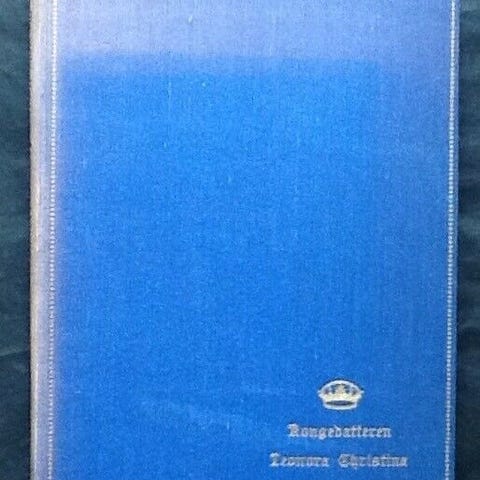 Kongedatteren
Leonora Christina